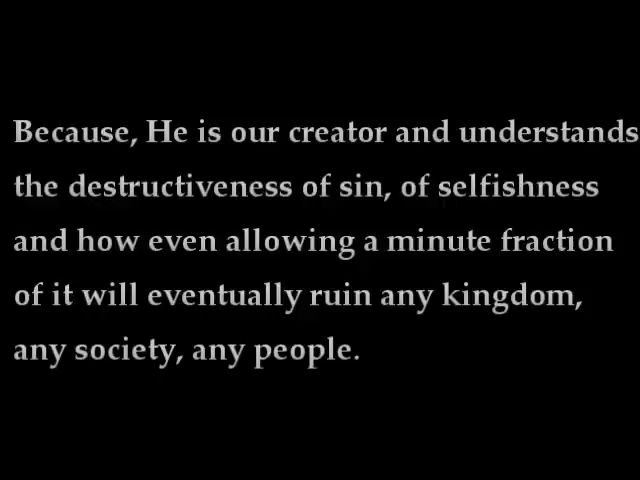 Because, He is our creator and understands
the destructiveness of sin, of selfishness
and how even allowing a minute fraction
of it will eventually ruin any kingdom,
any society, any people.